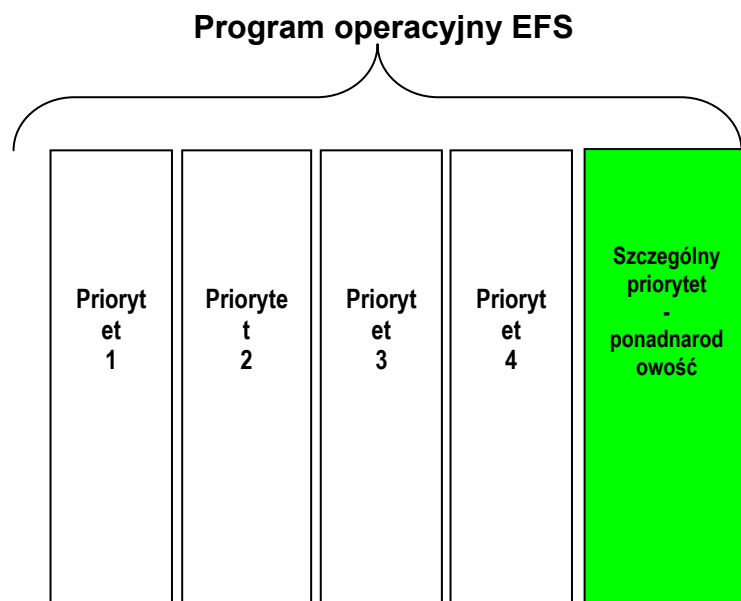 Program operacyjny EFS
Prioryt
et
1
Prioryte
t
2
Prioryt
et
3
Prioryt
et
4
Szczególny
priorytet
-
ponadnarod
owość